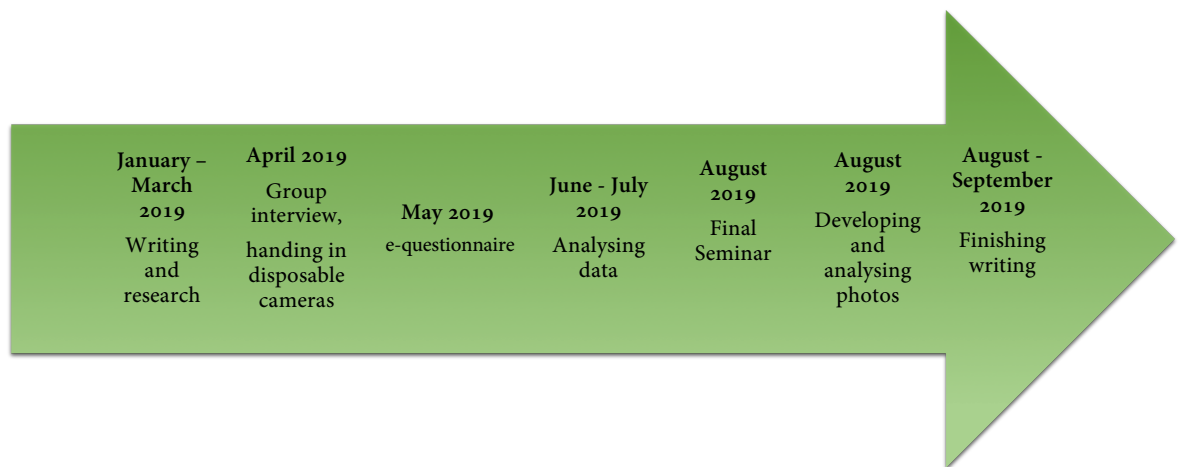 January –
March
2019
Writing
and
research
April 2019
Group
interview,
handing in
disposable
cameras
May 2019
e-questionnaire
June - July
2019
Analysing
data
August
2019
Final
Seminar
August
2019
Developing
and
analysing
photos
August -
September
2019
Finishing
writing